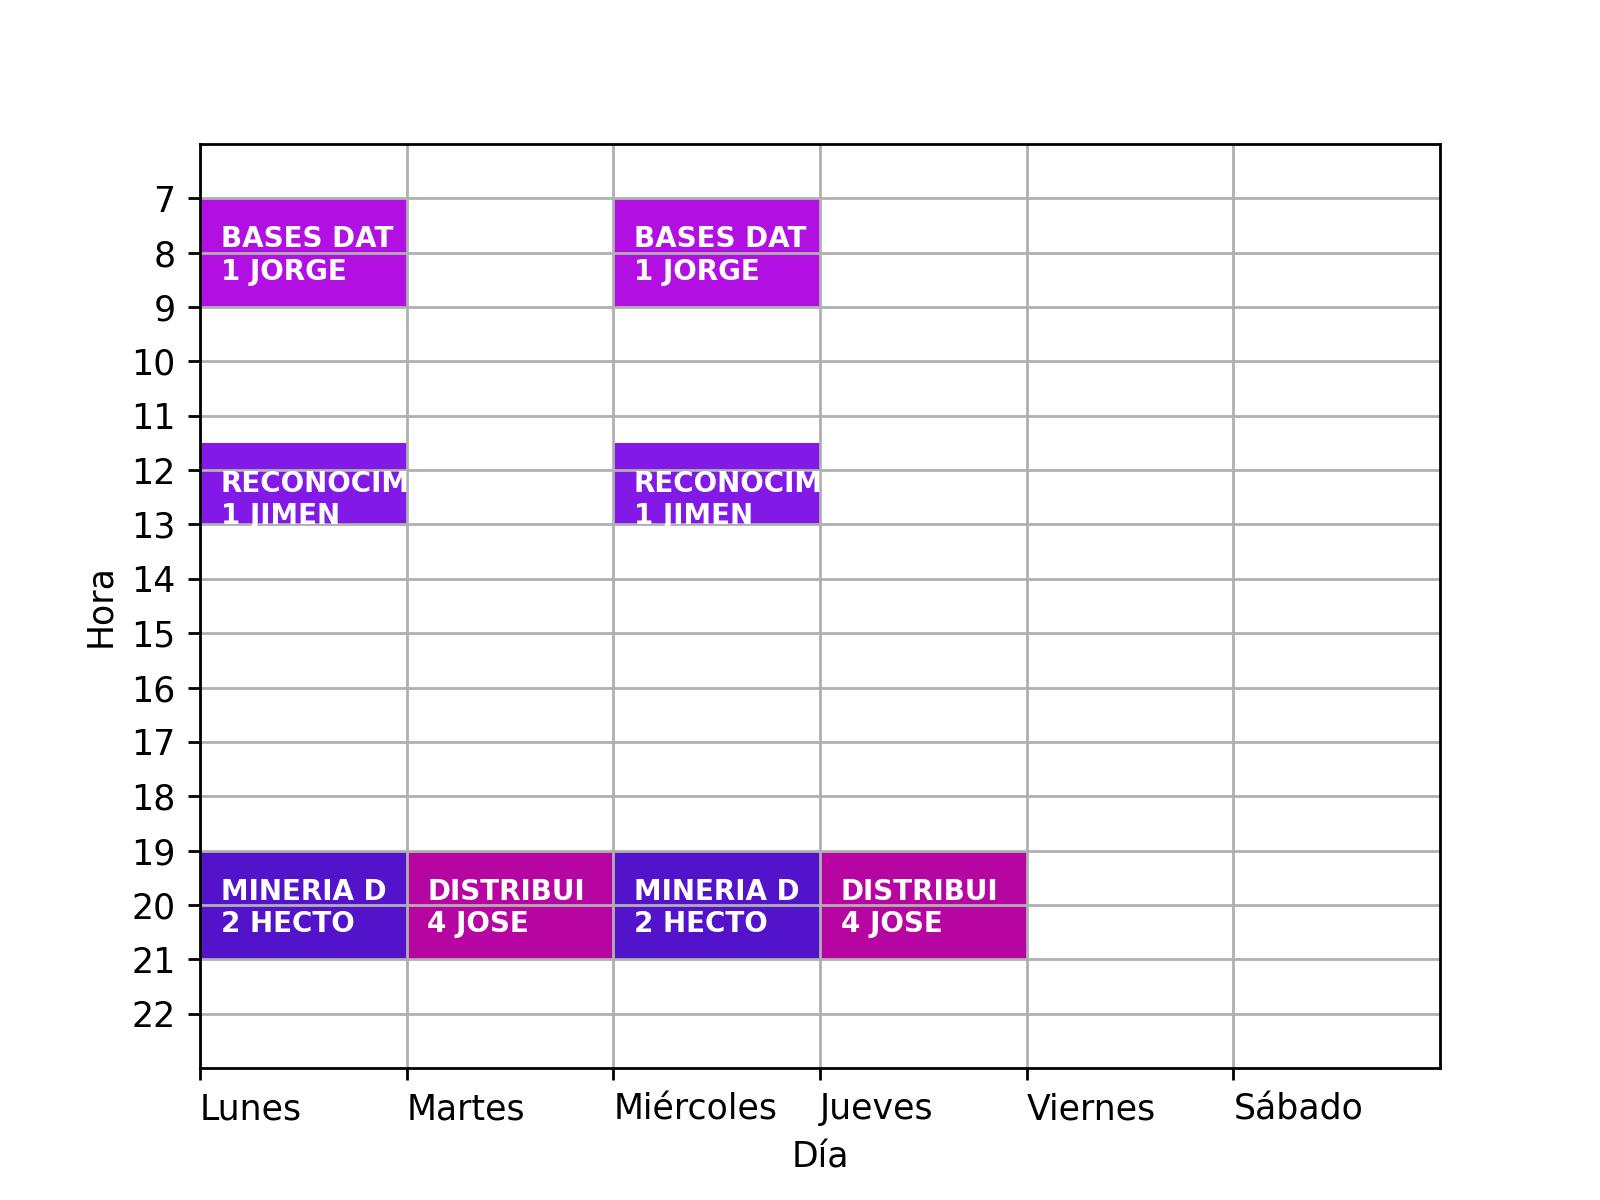 7
8
9
10
11
12
13
14
15
16
17
18
19
20
21
22
Hora
BASES DAT
1 JORGE
BASES DAT
1 JORGE
RECONOCIM
1 JIMEN
RECONOCIM
1 JIMEN
MINERIA D
2 HECTO
DISTRIBUI
4 JOSE
MINERIA D
2 HECTO
DISTRIBUI
4 JOSE
Lunes Martes Miércoles Jueves Viernes Sábado
Día